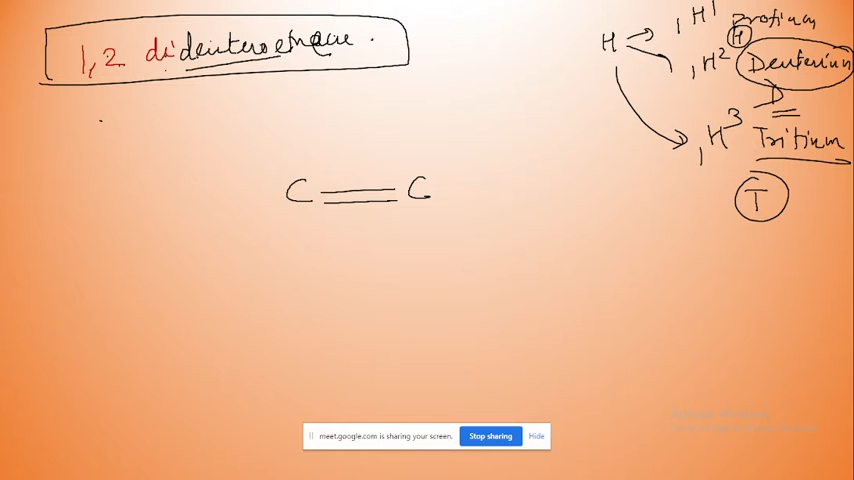 1,2 dideuteroethene.
H → ₁H¹ protium
H
₁H² Deuterium
D
₁H³ Tritium
T
C = C
meet.google.com is sharing your screen. Stop sharing Hide